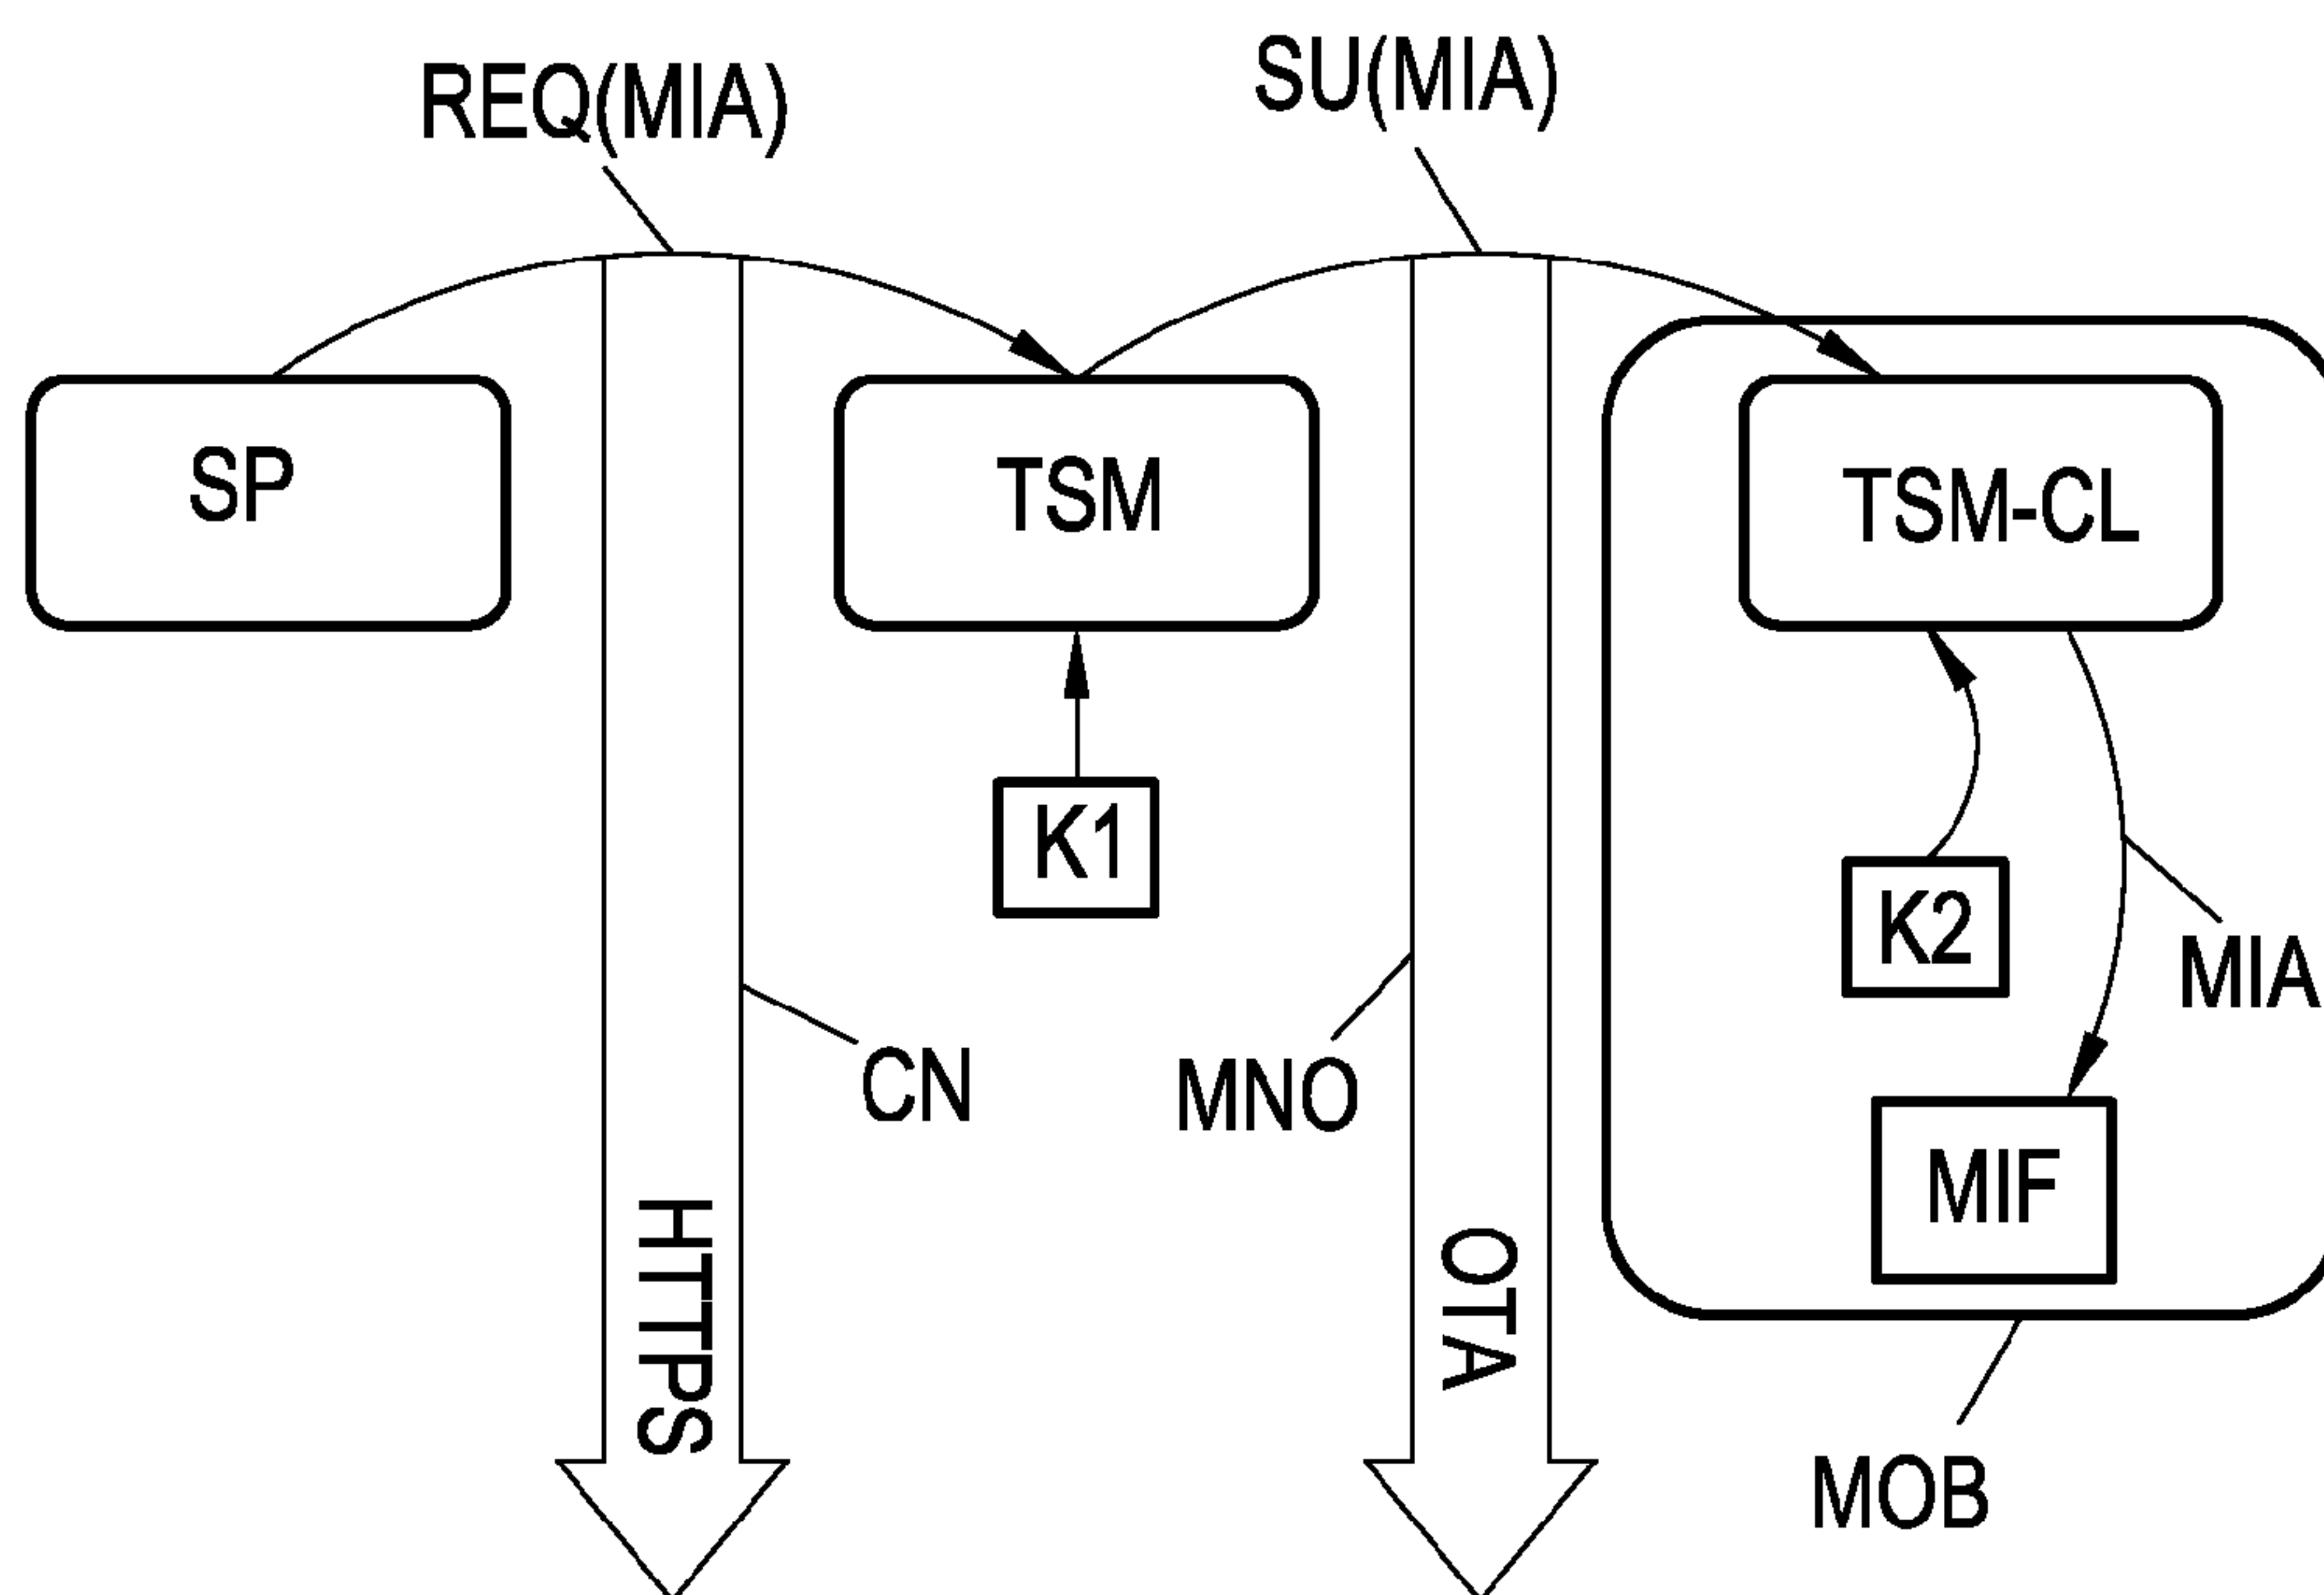 REQ(MIA)
SU(MIA)
SP
TSM
TSM-CL
K1
K2
MIA
CN
MNO
MIF
HTTPS
OTA
MOB